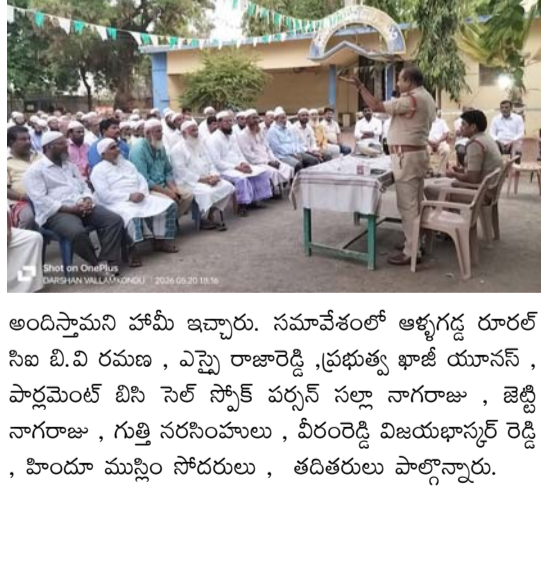 Shot on OnePlus
DARSHAN VALLAMKONDU | 2026.05.20 18:16
అందిస్తామని హామీ ఇచ్చారు. సమావేశంలో ఆళ్ళగడ్డ రూరల్
సిఐ బి.వి రమణ , ఎస్సై రాజారెడ్డి ,ప్రభుత్వ ఖాజీ యూనస్ ,
పార్లమెంట్ బిసి సెల్ స్పోక్ పర్సన్ సల్లా నాగరాజు , జెట్టి
నాగరాజు , గుత్తి నరసింహులు , వీరంరెడ్డి విజయభాస్కర్ రెడ్డి
, హిందూ ముస్లిం సోదరులు , తదితరులు పాల్గొన్నారు.